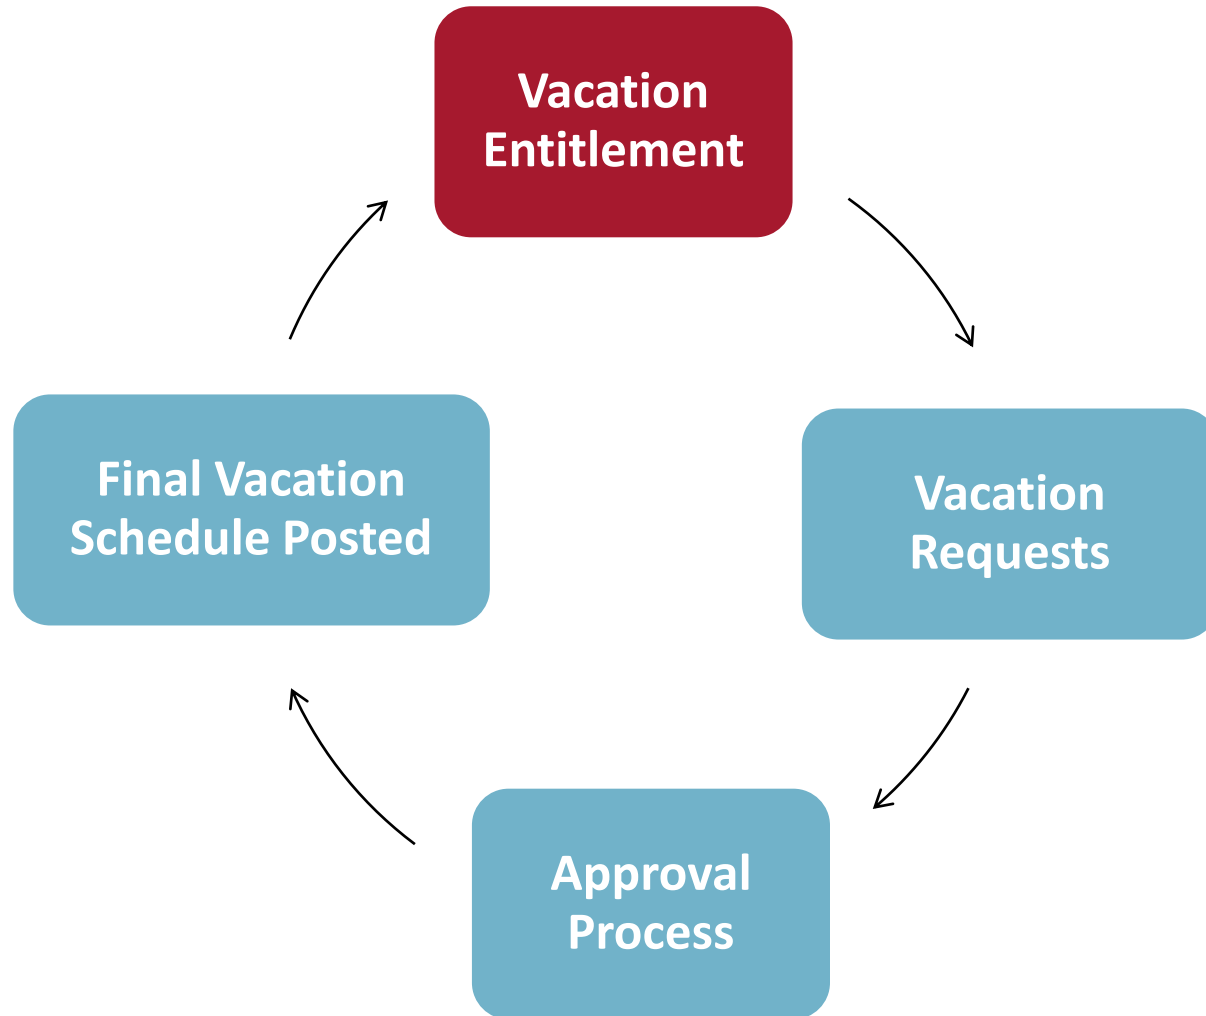 Vacation
Entitlement
Vacation
Requests
Approval
Process
Final Vacation
Schedule Posted